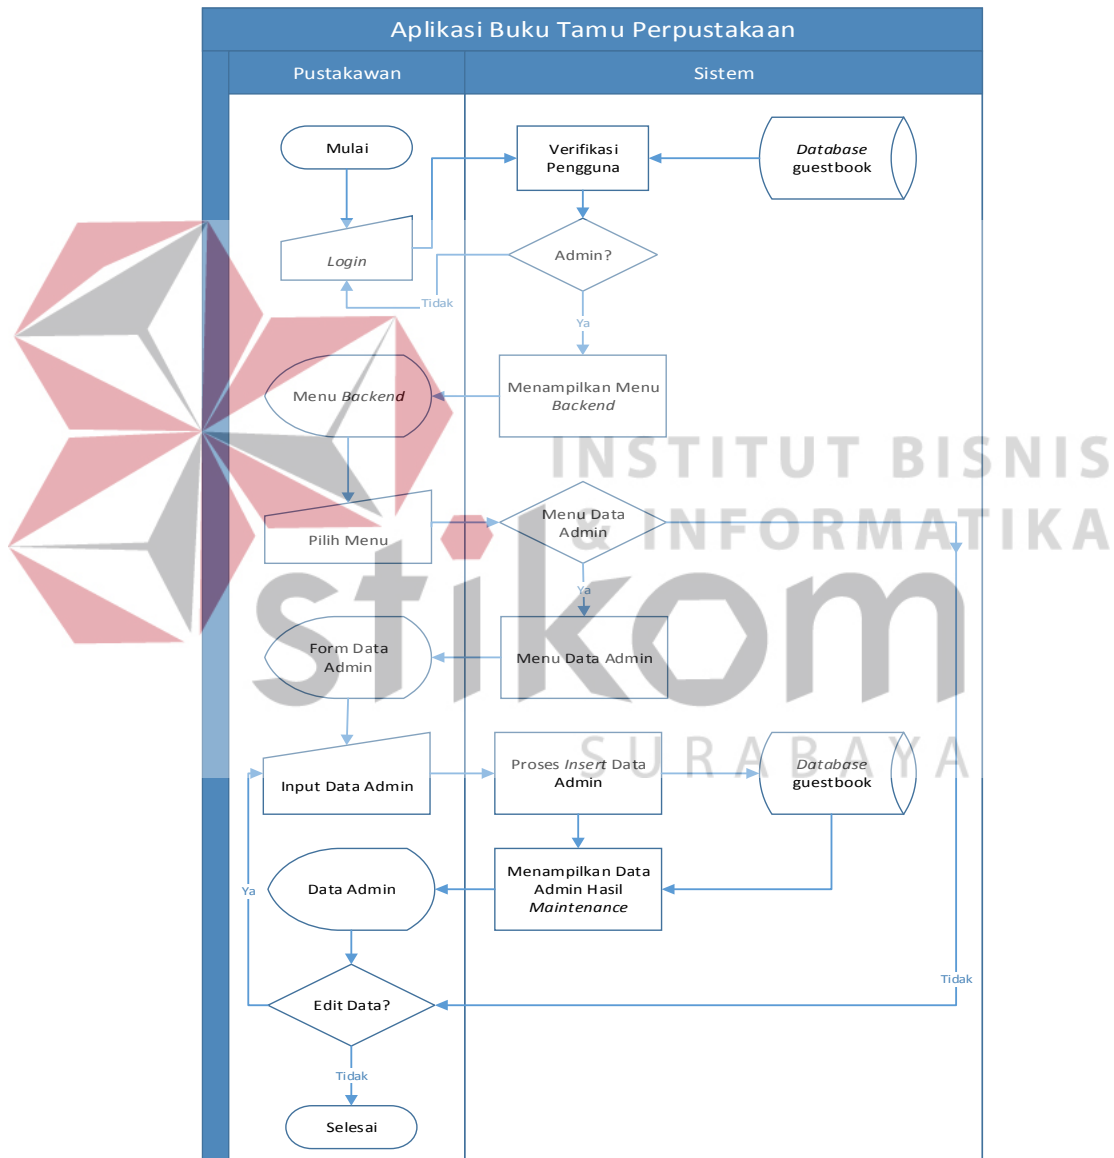 Aplikasi Buku Tamu Perpustakaan
Pustakawan
Sistem
Mulai
Verifikasi
Pengguna
Database
guestbook
Login
Admin?
Tidak
Ya
Menu Backend
Menampilkan Menu
Backend
INSTITUT BISNIS
& INFORMATIKA
Pilih Menu
Menu Data
Admin
Ya
stikom
Form Data
Admin
Menu Data Admin
SURABAYA
Input Data Admin
Proses Insert Data
Admin
Database
guestbook
Ya
Data Admin
Menampilkan Data
Admin Hasil
Maintenance
Tidak
Edit Data?
Tidak
Selesai